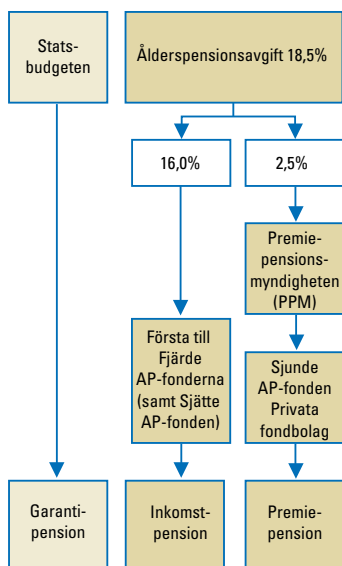 Stats-
budgeten
Ålderspensionsavgift 18,5%
16,0%
2,5%
Premie-
pensions-
myndigheten
(PPM)
Första till
Fjärde
AP-fonderna
(samt Sjätte
AP-fonden)
Sjunde
AP-fonden
Privata
fondbolag
Garanti-
pension
Inkomst-
pension
Premie-
pension